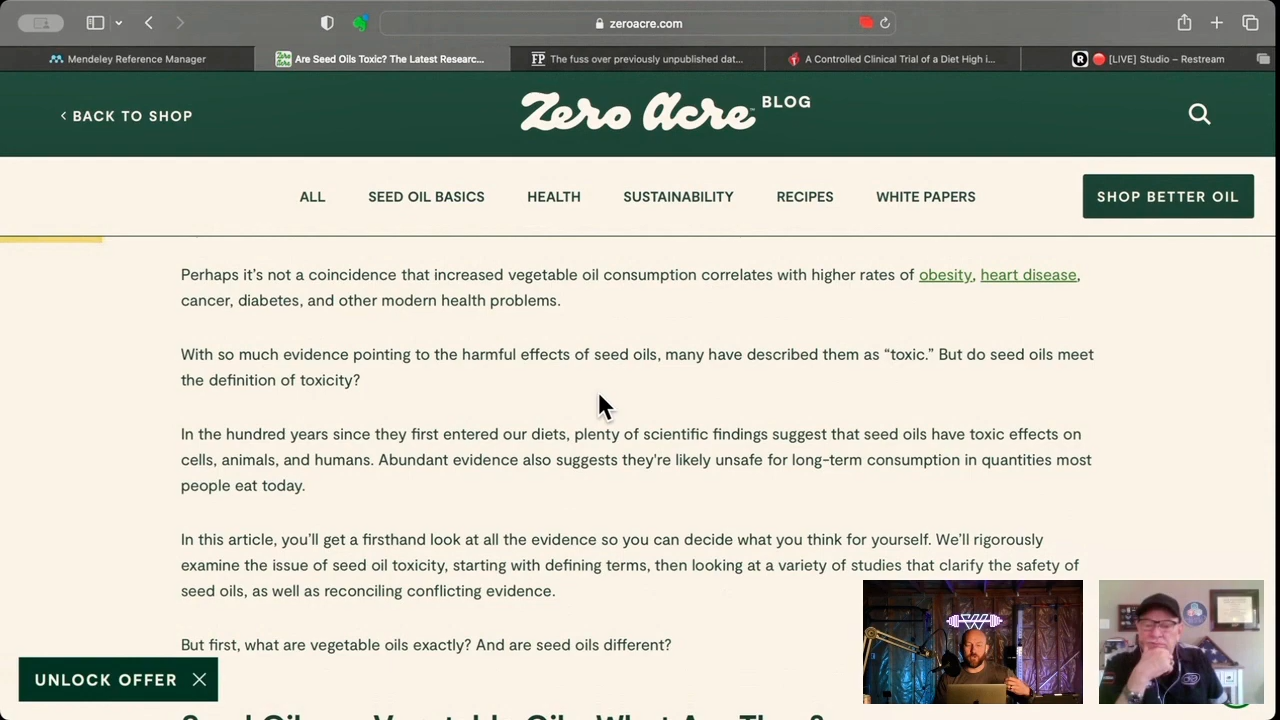 zeroacre.com
Mendeley Reference Manager
Are Seed Oils Toxic? The Latest Researc...
FP The fuss over previously unpublished dat...
A Controlled Clinical Trial of a Diet High i...
R [LIVE] Studio – Restream
< BACK TO SHOP
Zero Acre BLOG
ALL
SEED OIL BASICS
HEALTH
SUSTAINABILITY
RECIPES
WHITE PAPERS
SHOP BETTER OIL
Perhaps it's not a coincidence that increased vegetable oil consumption correlates with higher rates of obesity, heart disease,
cancer, diabetes, and other modern health problems.
With so much evidence pointing to the harmful effects of seed oils, many have described them as “toxic.” But do seed oils meet
the definition of toxicity?
In the hundred years since they first entered our diets, plenty of scientific findings suggest that seed oils have toxic effects on
cells, animals, and humans. Abundant evidence also suggests they're likely unsafe for long-term consumption in quantities most
people eat today.
In this article, you’ll get a firsthand look at all the evidence so you can decide what you think for yourself. We’ll rigorously
examine the issue of seed oil toxicity, starting with defining terms, then looking at a variety of studies that clarify the safety of
seed oils, as well as reconciling conflicting evidence.
But first, what are vegetable oils exactly? And are seed oils different?
UNLOCK OFFER